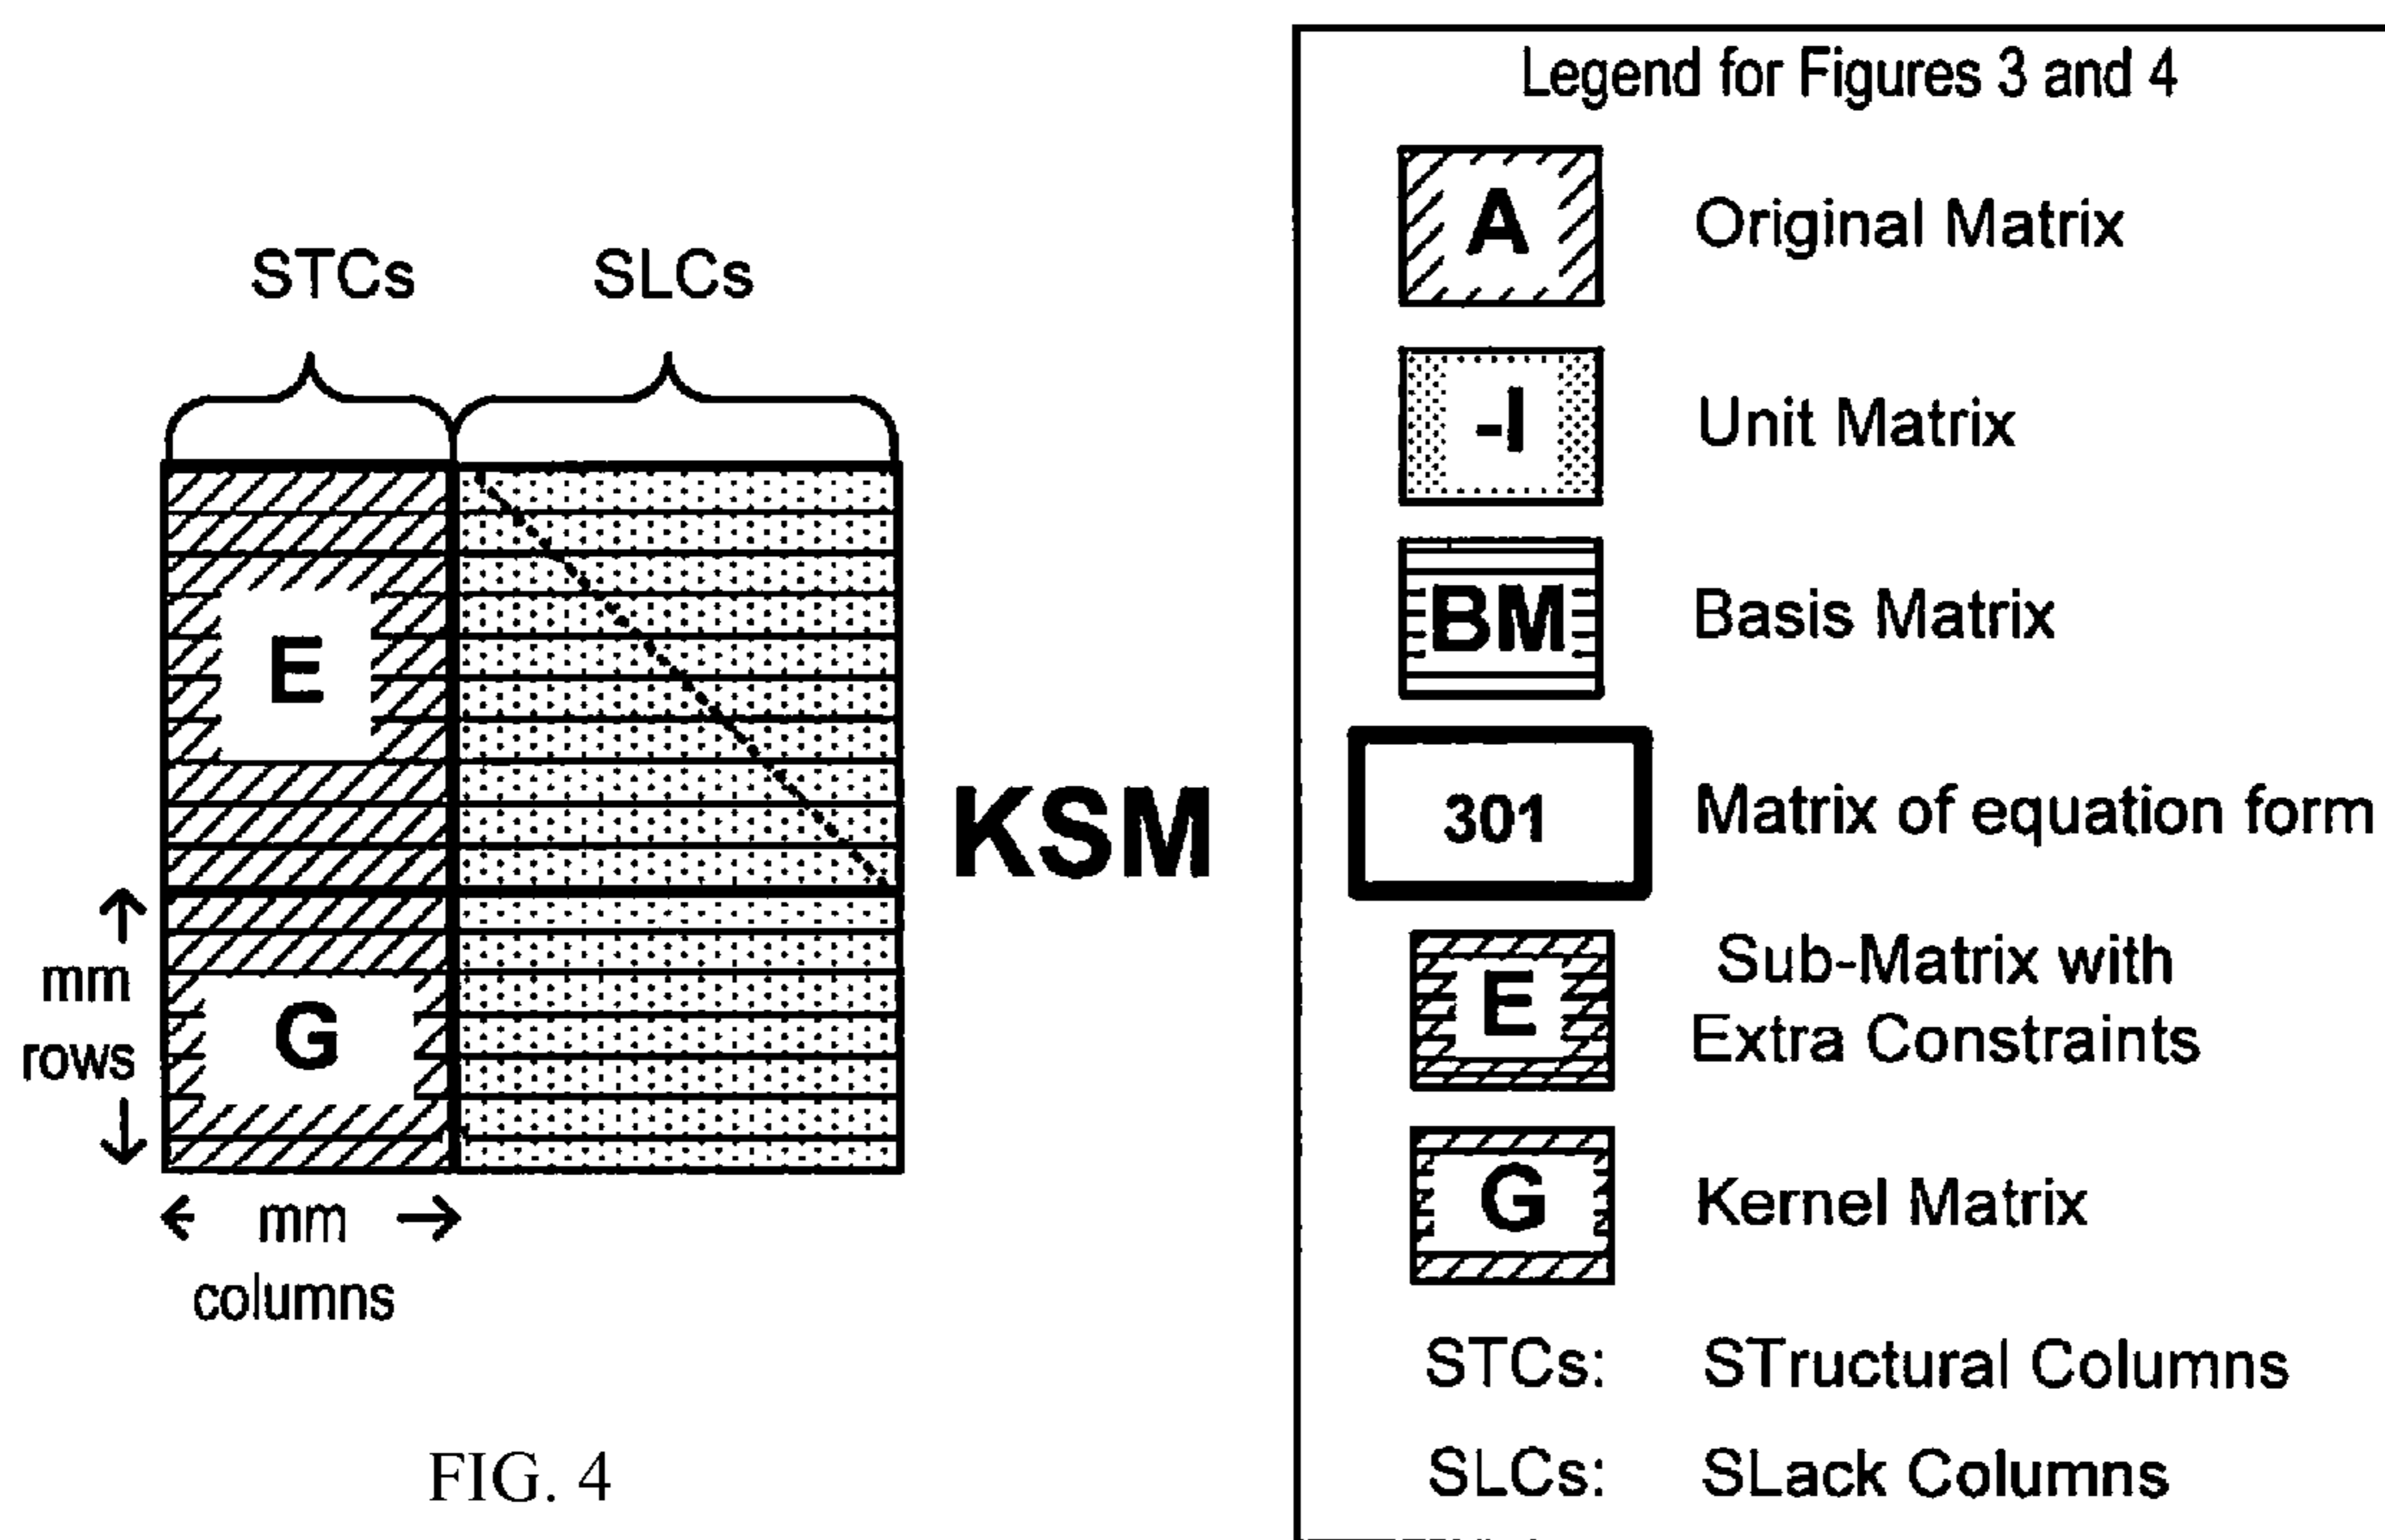 STCs SLCs
E
KSM
mm
rows
G
mm
columns
FIG. 4
Legend for Figures 3 and 4
A Original Matrix
-I Unit Matrix
BM Basis Matrix
301 Matrix of equation form
E Sub-Matrix with
Extra Constraints
G Kernel Matrix
STCs: STructural Columns
SLCs: SLack Columns